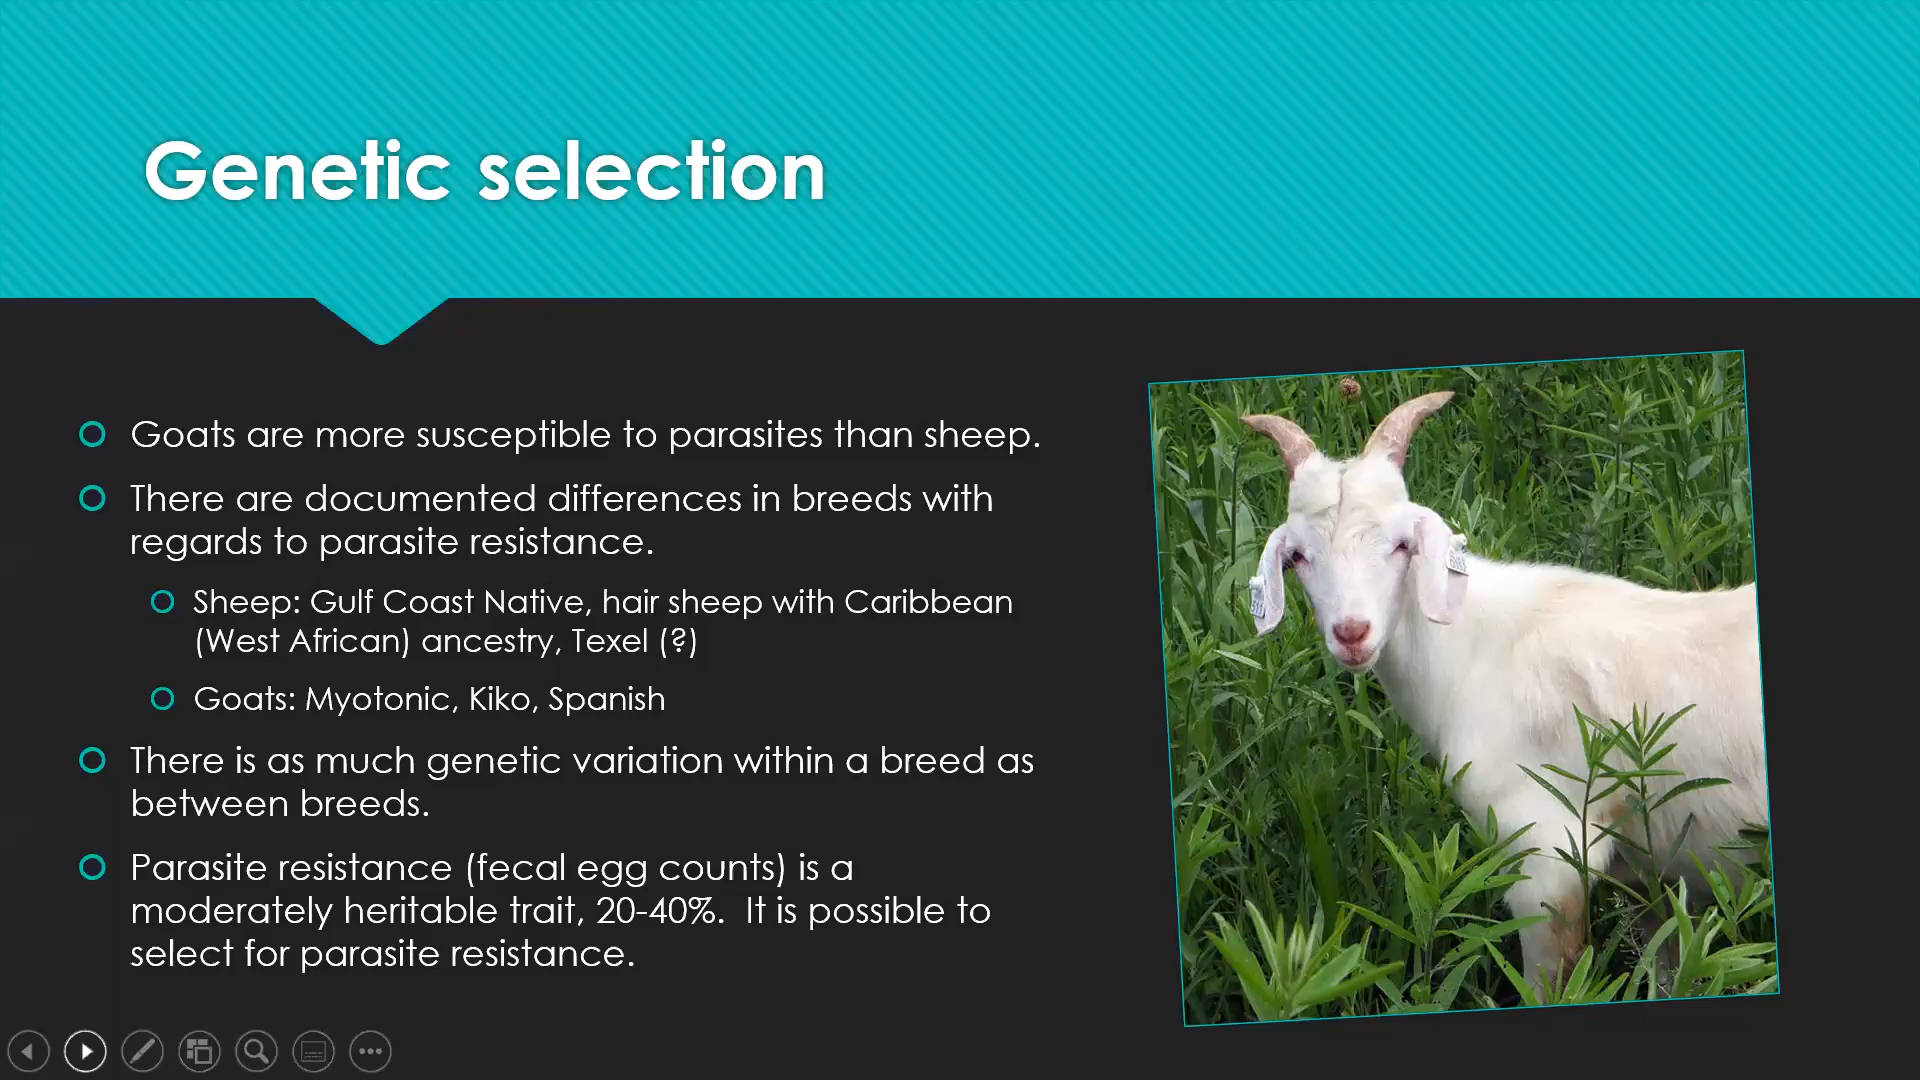 Genetic selection
Goats are more susceptible to parasites than sheep.
There are documented differences in breeds with
regards to parasite resistance.
Sheep: Gulf Coast Native, hair sheep with Caribbean
(West African) ancestry, Texel (?)
Goats: Myotonic, Kiko, Spanish
There is as much genetic variation within a breed as
between breeds.
Parasite resistance (fecal egg counts) is a
moderately heritable trait, 20-40%.  It is possible to
select for parasite resistance.